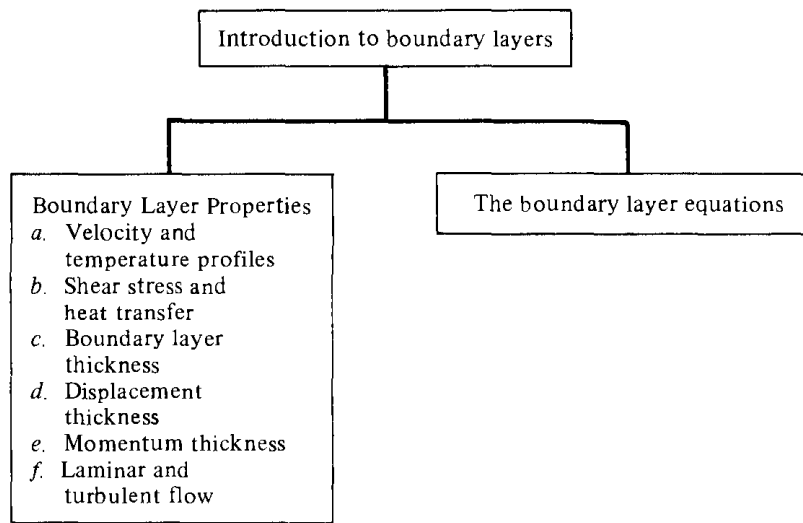 Introduction to boundary layers
Boundary Layer Properties
a. Velocity and
temperature profiles
b. Shear stress and
heat transfer
c. Boundary layer
thickness
d. Displacement
thickness
e. Momentum thickness
f. Laminar and
turbulent flow
The boundary layer equations